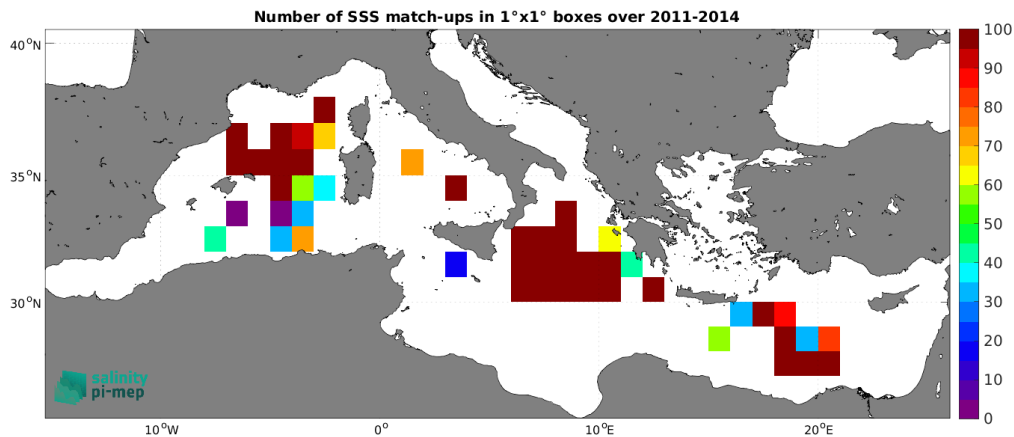 Number of SSS match-ups in 1°x1° boxes over 2011-2014
40°N
35°N
30°N
10°W
0°
10°E
20°E
100
90
80
70
60
50
40
30
20
10
0
salinity
pi-mep